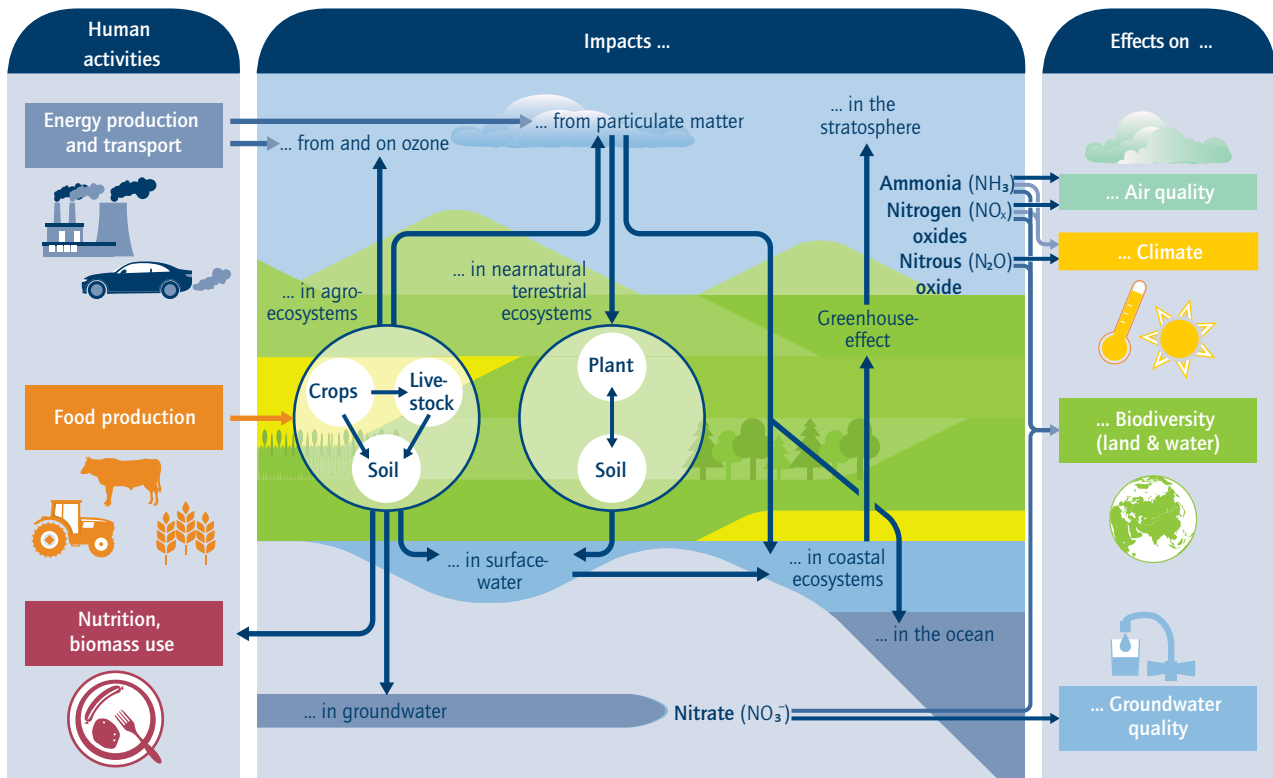 Human
activities
Impacts ...
Effects on ...
Energy production
and transport
... from and on ozone
... from particulate matter
... in the
stratosphere
Ammonia (NH₃)
Nitrogen (NOₓ)
oxides
Nitrous (N₂O)
oxide
... Air quality
... Climate
... in agro-
ecosystems
... in nearnatural
terrestrial
ecosystems
Greenhouse-
effect
Crops
Live-
stock
Soil
Plant
Soil
Food production
... Biodiversity
(land & water)
... in surface-
water
... in coastal
ecosystems
... in the ocean
Nutrition,
biomass use
... in groundwater
Nitrate (NO₃⁻)
... Groundwater
quality